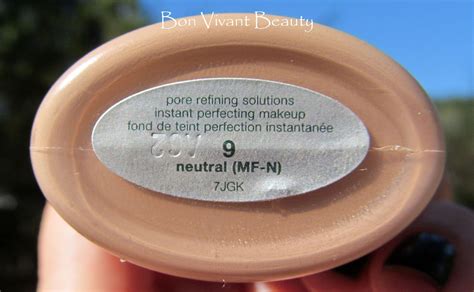 Bon Vivant Beauty
pore refining solutions
instant perfecting makeup
fond de teint perfection instantanée
9
neutral (MF-N)
7JGK